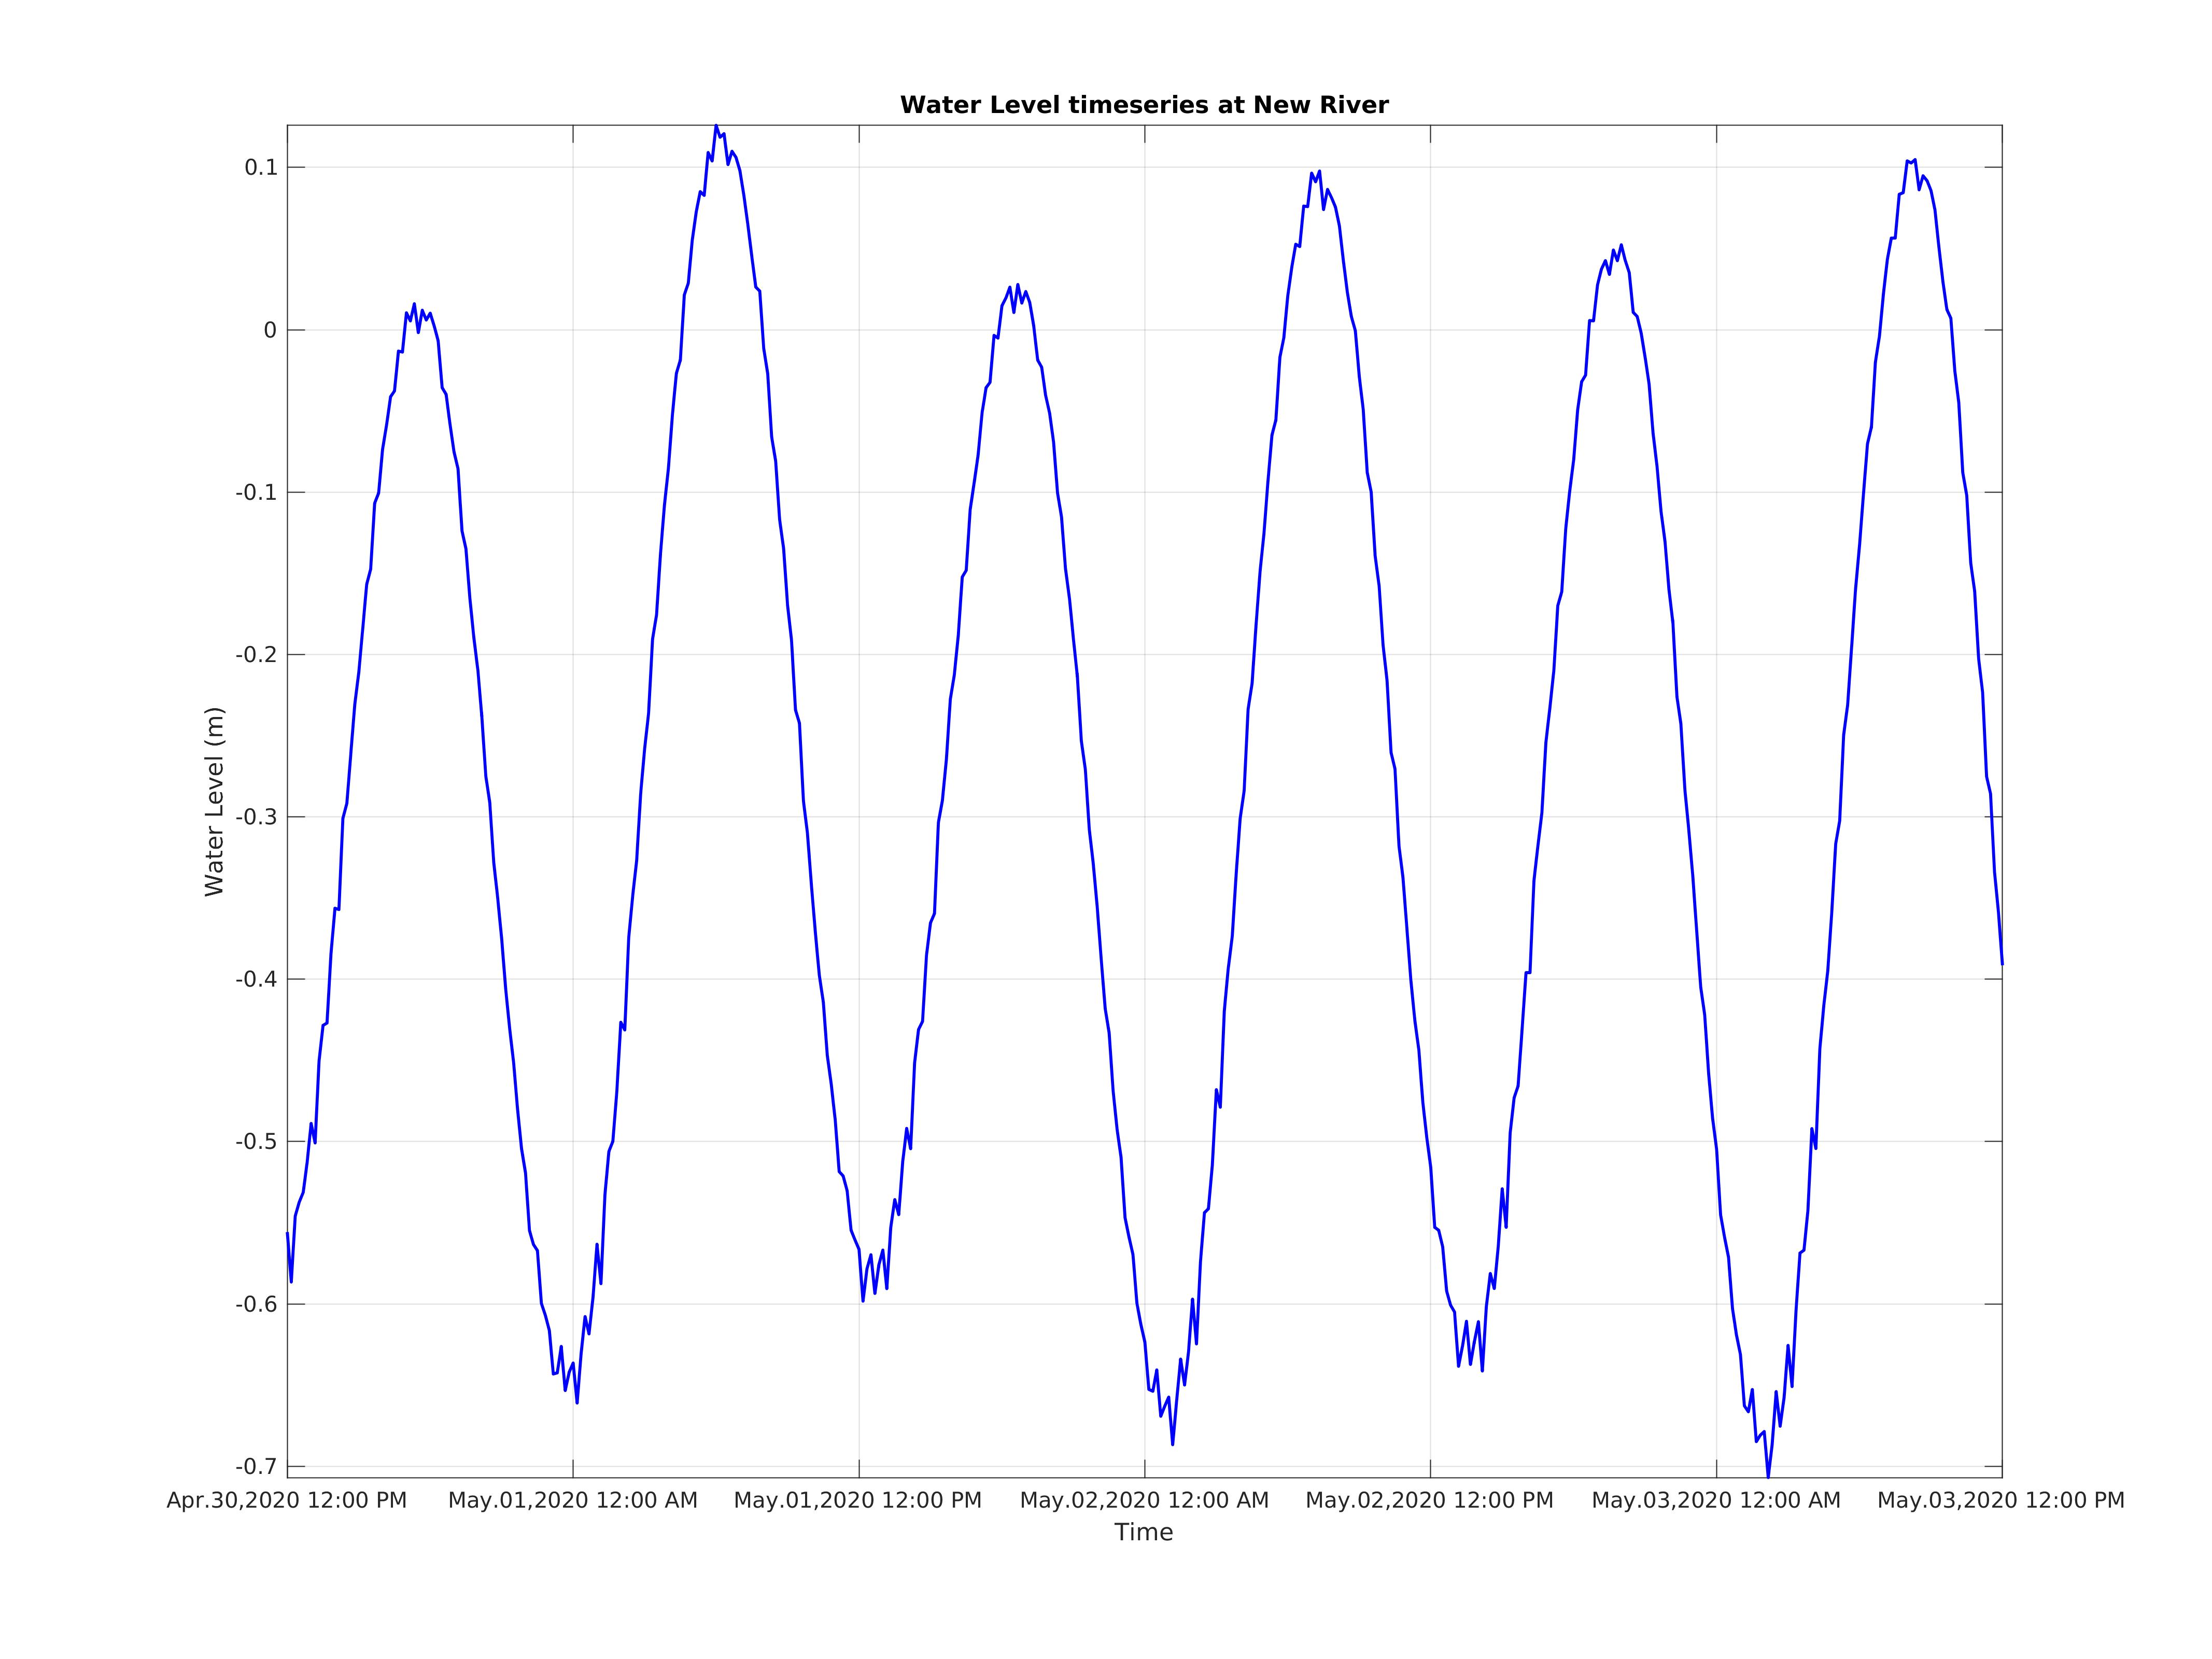 Water Level timeseries at New River
0.1
0
-0.1
-0.2
-0.3
-0.4
-0.5
-0.6
-0.7
Water Level (m)
Apr.30,2020 12:00 PM
May.01,2020 12:00 AM
May.01,2020 12:00 PM
May.02,2020 12:00 AM
May.02,2020 12:00 PM
May.03,2020 12:00 AM
May.03,2020 12:00 PM
Time